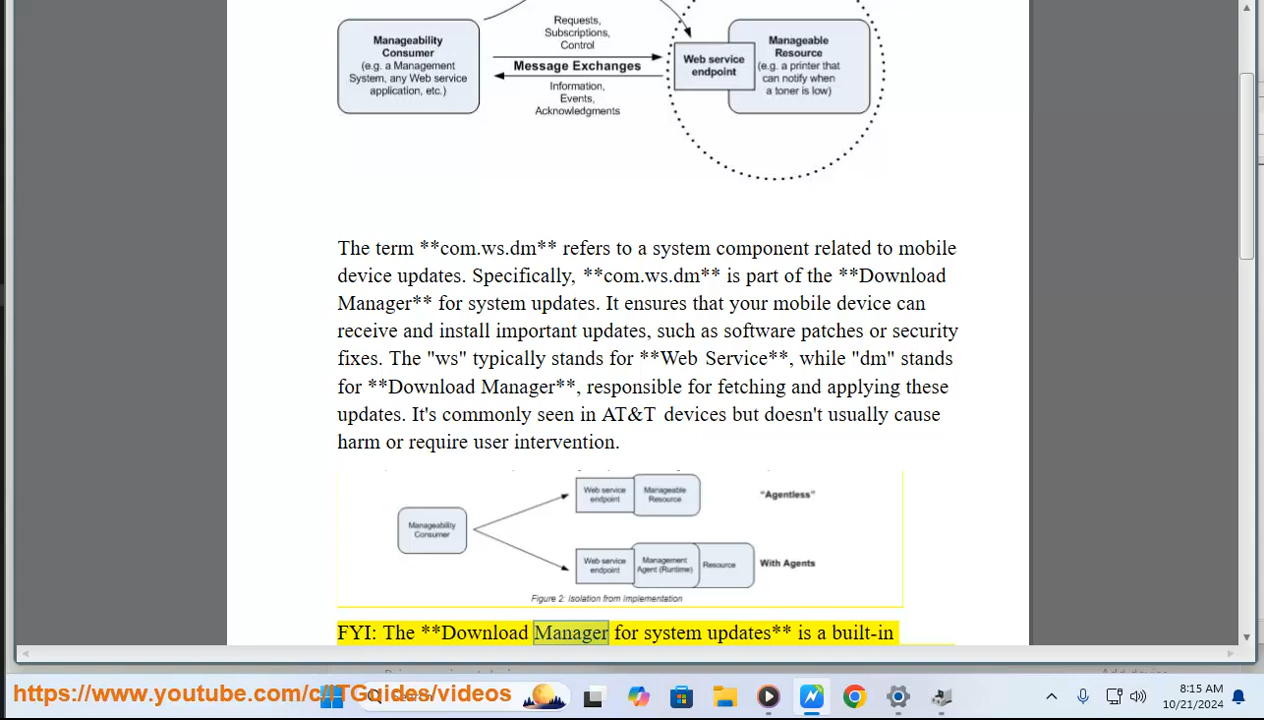 Requests,
Subscriptions,
Control
Manageability
Consumer
(e.g. a Management
System, any Web service
application, etc.)
Message Exchanges
Information,
Events,
Acknowledgments
Web service
endpoint
Manageable
Resource
(e.g. a printer that
can notify when
a toner is low)
The term **com.ws.dm** refers to a system component related to mobile
device updates. Specifically, **com.ws.dm** is part of the **Download
Manager** for system updates. It ensures that your mobile device can
receive and install important updates, such as software patches or security
fixes. The "ws" typically stands for **Web Service**, while "dm" stands
for **Download Manager**, responsible for fetching and applying these
updates. It's commonly seen in AT&T devices but doesn't usually cause
harm or require user intervention.
Manageability
Consumer
Web service
endpoint
Manageable
Resource
"Agentless"
Web service
endpoint
Management
Agent (Runtime)
Resource
With Agents
Figure 2: Isolation from implementation
FYI: The **Download Manager for system updates** is a built-in
https://www.youtube.com/c/ITGuides/videos
8:15 AM
10/21/2024